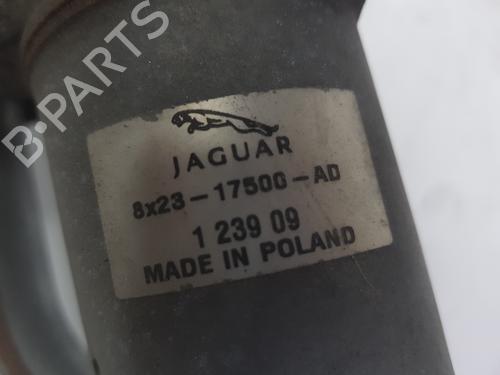 B-PARTS
JAGUAR
8x23-17500-AD
1 239 09
MADE IN POLAND